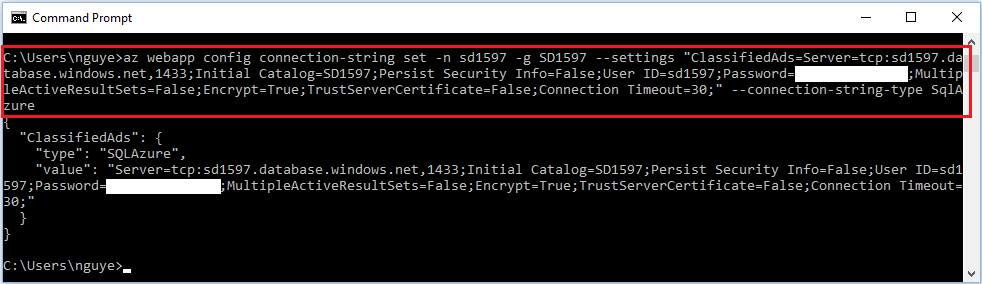 Command Prompt
C:\Users\nguye>az webapp config connection-string set -n sd1597 -g SD1597 --settings "ClassifiedAds=Server=tcp:sd1597.da
tabase.windows.net,1433;Initial Catalog=SD1597;Persist Security Info=False;User ID=sd1597;Password= ;Multip
leActiveResultSets=False;Encrypt=True;TrustServerCertificate=False;Connection Timeout=30;" --connection-string-type SqlA
zure
{
  "ClassifiedAds": {
    "type": "SQLAzure",
    "value": "Server=tcp:sd1597.database.windows.net,1433;Initial Catalog=SD1597;Persist Security Info=False;User ID=sd1
597;Password= ;MultipleActiveResultSets=False;Encrypt=True;TrustServerCertificate=False;Connection Timeout=
30;"
  }
}
C:\Users\nguye>